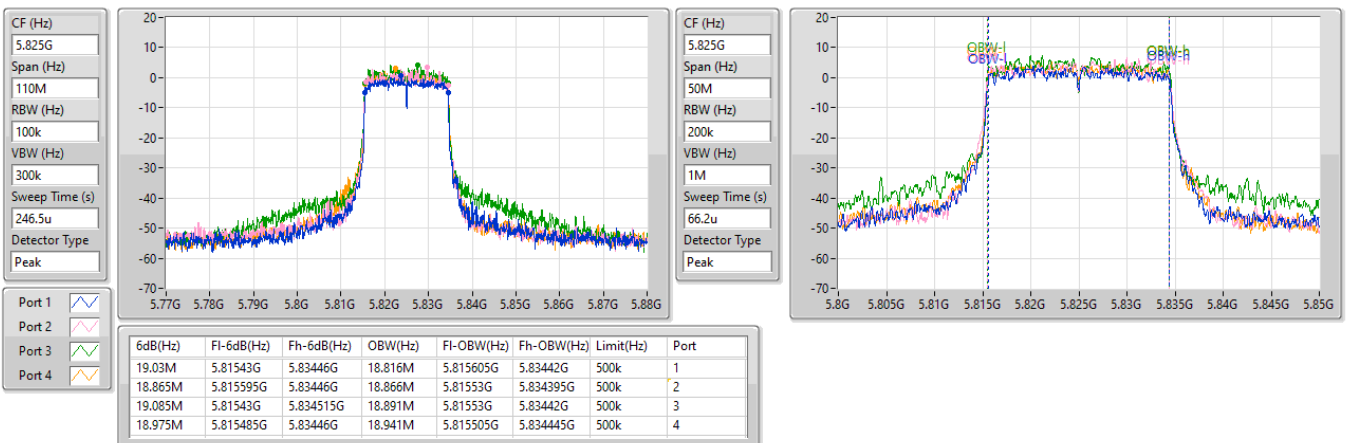 CF (Hz)
5.825G
Span (Hz)
110M
RBW (Hz)
100k
VBW (Hz)
300k
Sweep Time (s)
246.5u
Detector Type
Peak
20-
10-
0-
-10-
-20-
-30-
-40-
-50-
-60-
-70-
5.77G 5.78G 5.79G 5.8G 5.81G 5.82G 5.83G 5.84G 5.85G 5.86G 5.87G 5.88G
CF (Hz)
5.825G
Span (Hz)
50M
RBW (Hz)
200k
VBW (Hz)
1M
Sweep Time (s)
66.2u
Detector Type
Peak
20-
10-
0-
-10-
-20-
-30-
-40-
-50-
-60-
-70-
OBW-l OBW-h
5.8G 5.805G 5.81G 5.815G 5.82G 5.825G 5.83G 5.835G 5.84G 5.845G 5.85G
Port 1
Port 2
Port 3
Port 4
6dB(Hz) Fl-6dB(Hz) Fh-6dB(Hz) OBW(Hz) Fl-OBW(Hz) Fh-OBW(Hz) Limit(Hz) Port
19.03M 5.81543G 5.83446G 18.816M 5.815605G 5.83442G 500k 1
18.865M 5.815595G 5.83446G 18.866M 5.81553G 5.834395G 500k 2
19.085M 5.81543G 5.834515G 18.891M 5.81553G 5.83442G 500k 3
18.975M 5.815485G 5.83446G 18.941M 5.815505G 5.834445G 500k 4